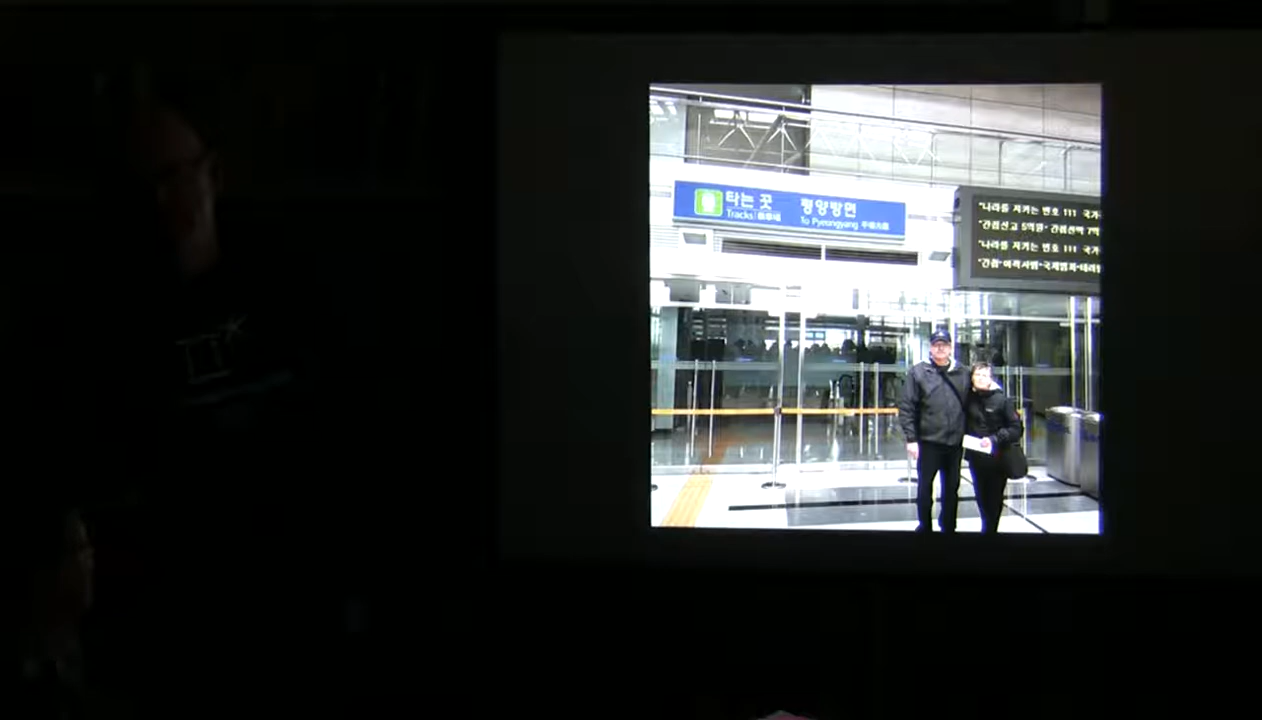 타는 곳 평양방면
Tracks To Pyeongyang
"나라를 지키는 번호 111 국가
"간첩신고 5억원· 간첩선박 7억
"나라를 지키는 번호 111 국가
"간첩·이적사범·국제범죄·테러